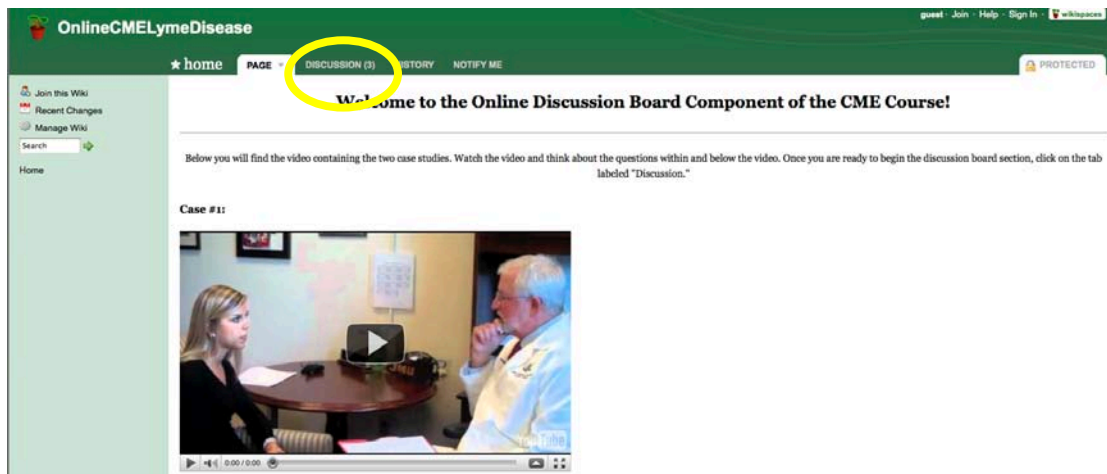 OnlineCMELymeDisease
guest · Join · Help · Sign In · wikispaces
★ home PAGE DISCUSSION (3) HISTORY NOTIFY ME PROTECTED
Join this Wiki
Recent Changes
Manage Wiki
Search
Home
Welcome to the Online Discussion Board Component of the CME Course!
Below you will find the video containing the two case studies. Watch the video and think about the questions within and below the video. Once you are ready to begin the discussion board section, click on the tab
labeled "Discussion."
Case #1:
YouTube
0:00 / 0:00